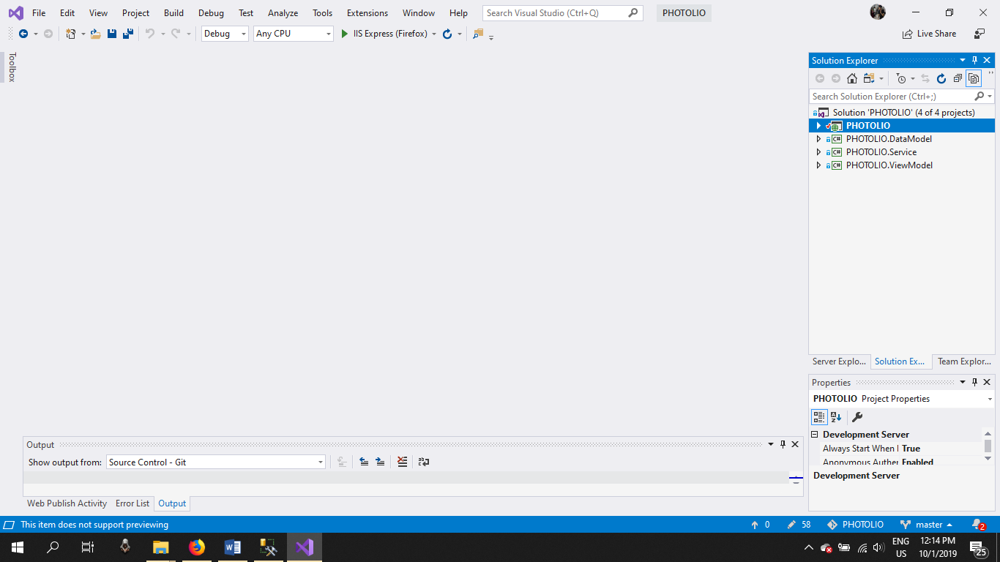 File Edit View Project Build Debug Test Analyze Tools Extensions Window Help Search Visual Studio (Ctrl+Q) PHOTOLIO
Debug Any CPU IIS Express (Firefox) Live Share
Toolbox
Solution Explorer
Search Solution Explorer (Ctrl+;)
Solution 'PHOTOLIO' (4 of 4 projects)
PHOTOLIO
C# PHOTOLIO.DataModel
C# PHOTOLIO.Service
C# PHOTOLIO.ViewModel
Server Explo... Solution Ex... Team Explor...
Properties
PHOTOLIO Project Properties
Development Server
Always Start When I True
Anonymous Auther Enabled
Development Server
Output
Show output from: Source Control - Git
Web Publish Activity Error List Output
This item does not support previewing 0 58 PHOTOLIO master 2
ENG 12:14 PM
US 10/1/2019 25